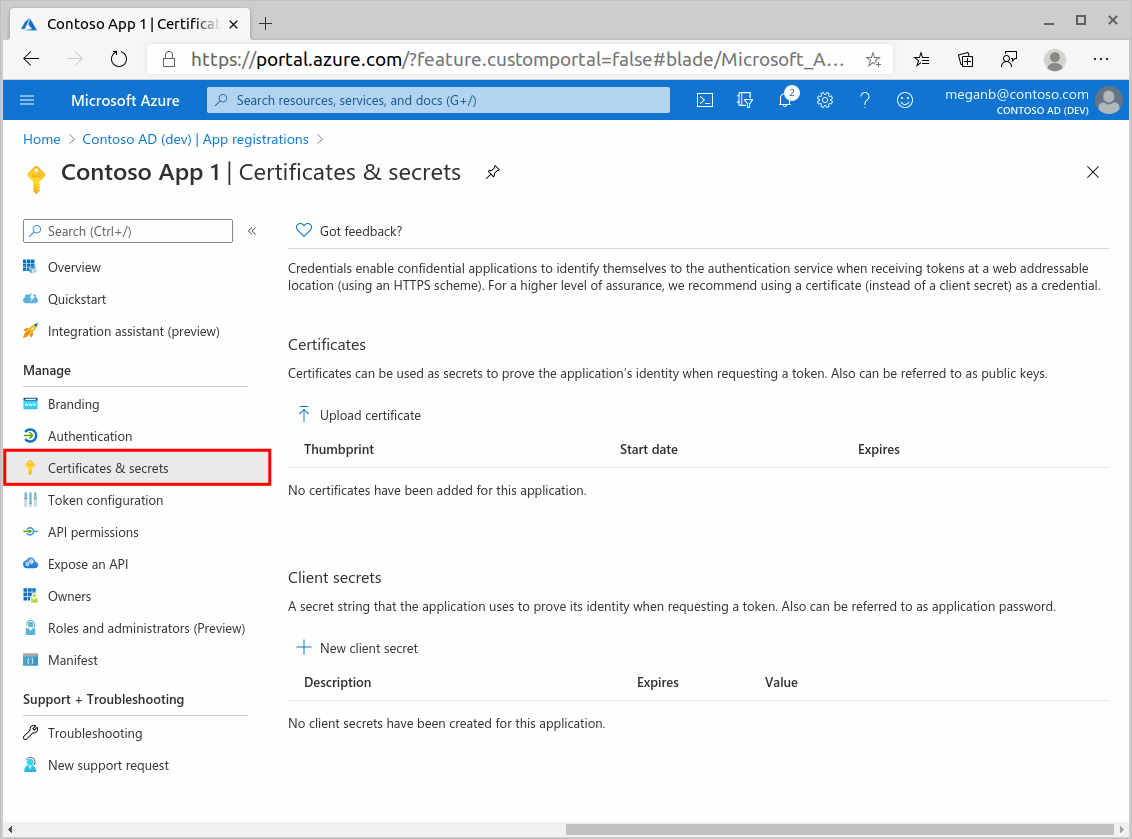 Contoso App 1 | Certificat
https://portal.azure.com/?feature.customportal=false#blade/Microsoft_A...
Microsoft Azure
Search resources, services, and docs (G+/)
2
meganb@contoso.com
CONTOSO AD (DEV)
Home > Contoso AD (dev) | App registrations >
Contoso App 1 | Certificates & secrets
Search (Ctrl+/)
Overview
Quickstart
Integration assistant (preview)
Manage
Branding
Authentication
Certificates & secrets
Token configuration
API permissions
Expose an API
Owners
Roles and administrators (Preview)
Manifest
Support + Troubleshooting
Troubleshooting
New support request
Got feedback?
Credentials enable confidential applications to identify themselves to the authentication service when receiving tokens at a web addressable
location (using an HTTPS scheme). For a higher level of assurance, we recommend using a certificate (instead of a client secret) as a credential.
Certificates
Certificates can be used as secrets to prove the application's identity when requesting a token. Also can be referred to as public keys.
Upload certificate
Thumbprint Start date Expires
No certificates have been added for this application.
Client secrets
A secret string that the application uses to prove its identity when requesting a token. Also can be referred to as application password.
New client secret
Description Expires Value
No client secrets have been created for this application.